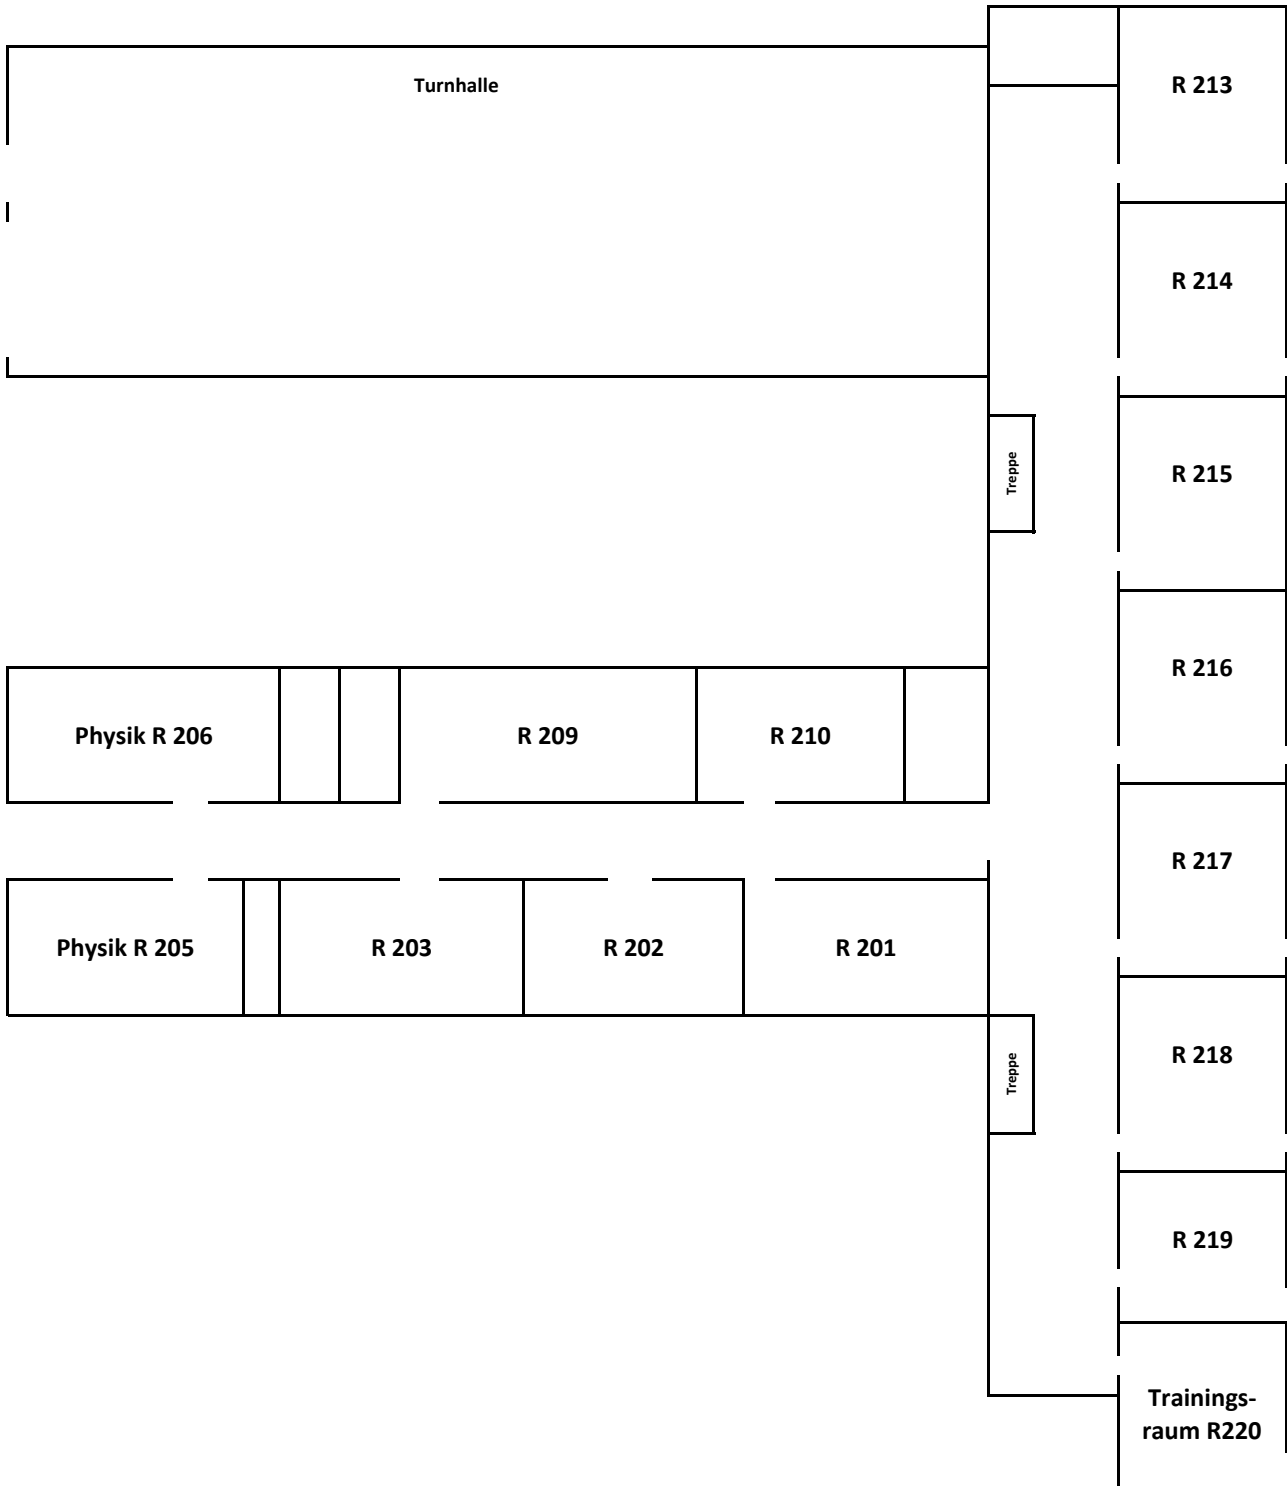 Turnhalle
R 213
R 214
Treppe
R 215
R 216
Physik R 206
R 209
R 210
R 217
Physik R 205
R 203
R 202
R 201
Treppe
R 218
R 219
Trainings-
raum R220